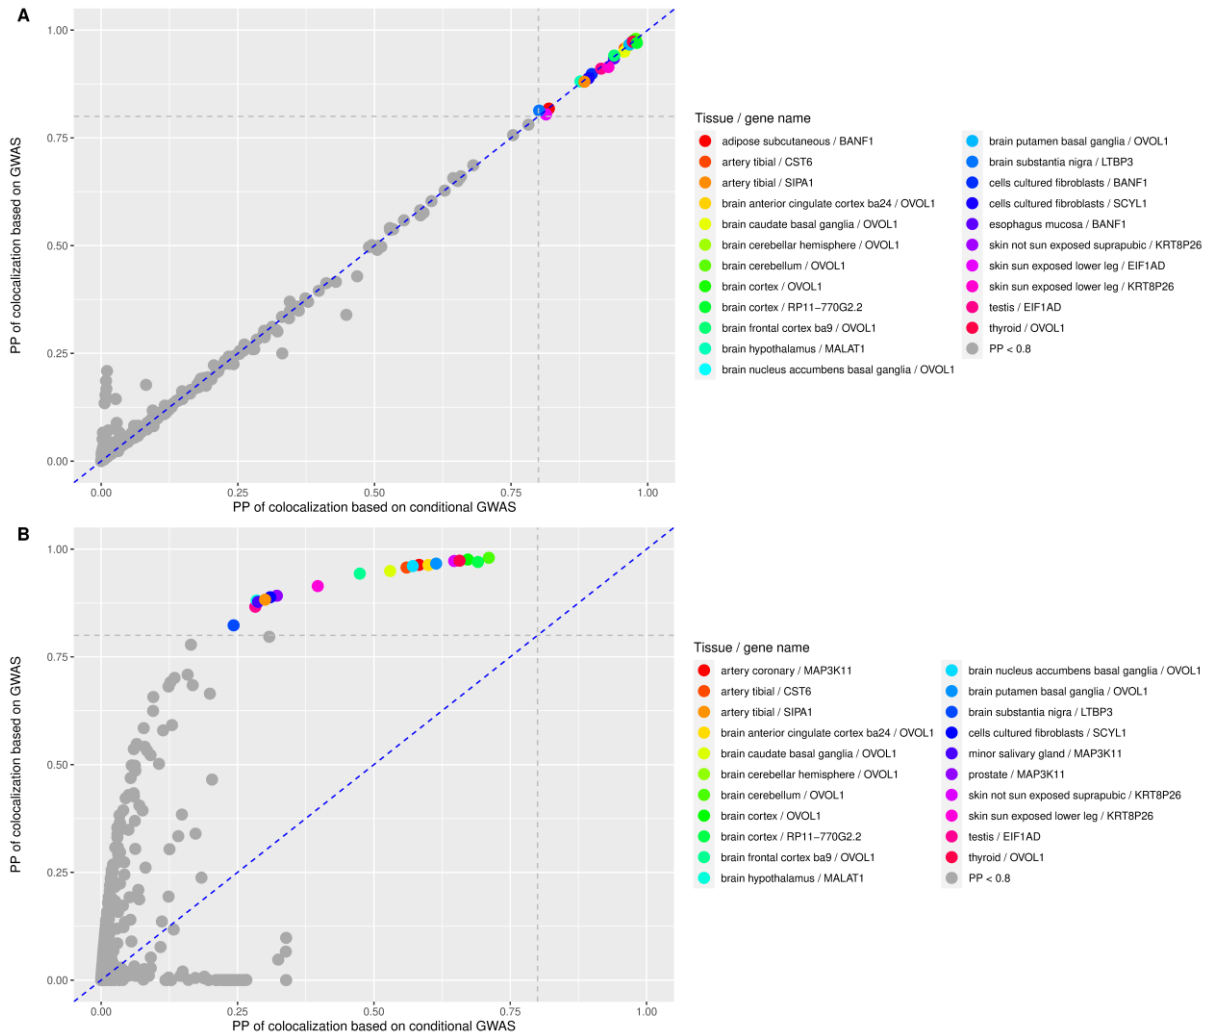 A
1.00
0.75
0.50
0.25
0.00
PP of colocalization based on GWAS
0.00 0.25 0.50 0.75 1.00
PP of colocalization based on conditional GWAS
Tissue / gene name
adipose subcutaneous / BANF1
artery tibial / CST6
artery tibial / SIPA1
brain anterior cingulate cortex ba24 / OVOL1
brain caudate basal ganglia / OVOL1
brain cerebellar hemisphere / OVOL1
brain cerebellum / OVOL1
brain cortex / OVOL1
brain cortex / RP11−770G2.2
brain frontal cortex ba9 / OVOL1
brain hypothalamus / MALAT1
brain nucleus accumbens basal ganglia / OVOL1
brain putamen basal ganglia / OVOL1
brain substantia nigra / LTBP3
cells cultured fibroblasts / BANF1
cells cultured fibroblasts / SCYL1
esophagus mucosa / BANF1
skin not sun exposed suprapubic / KRT8P26
skin sun exposed lower leg / EIF1AD
skin sun exposed lower leg / KRT8P26
testis / EIF1AD
thyroid / OVOL1
PP < 0.8
B
1.00
0.75
0.50
0.25
0.00
PP of colocalization based on GWAS
0.00 0.25 0.50 0.75 1.00
PP of colocalization based on conditional GWAS
Tissue / gene name
artery coronary / MAP3K11
artery tibial / CST6
artery tibial / SIPA1
brain anterior cingulate cortex ba24 / OVOL1
brain caudate basal ganglia / OVOL1
brain cerebellar hemisphere / OVOL1
brain cerebellum / OVOL1
brain cortex / OVOL1
brain cortex / RP11−770G2.2
brain frontal cortex ba9 / OVOL1
brain hypothalamus / MALAT1
brain nucleus accumbens basal ganglia / OVOL1
brain putamen basal ganglia / OVOL1
brain substantia nigra / LTBP3
cells cultured fibroblasts / SCYL1
minor salivary gland / MAP3K11
prostate / MAP3K11
skin not sun exposed suprapubic / KRT8P26
skin sun exposed lower leg / KRT8P26
testis / EIF1AD
thyroid / OVOL1
PP < 0.8